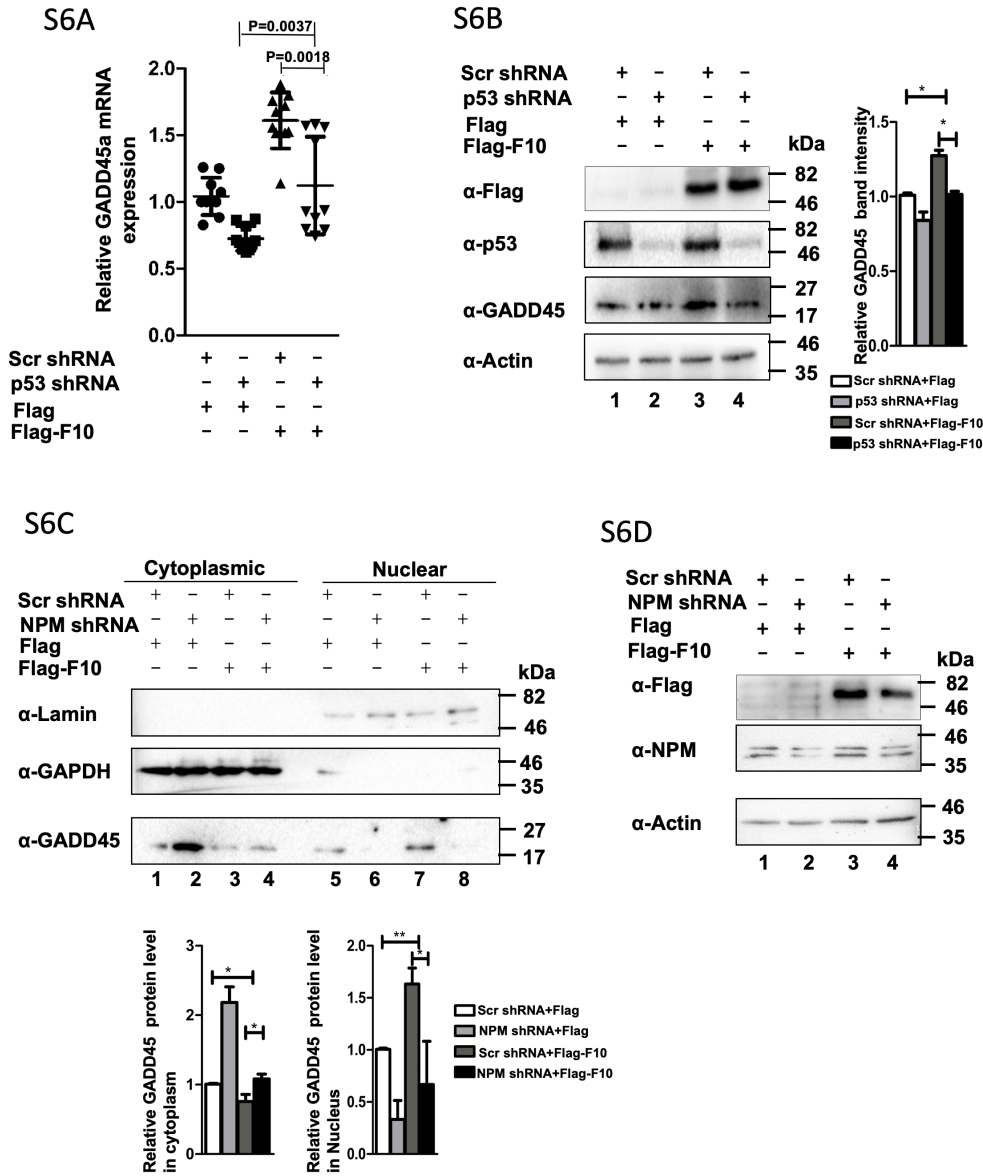 S6A
P=0.0037
P=0.0018
Relative GADD45a mRNA
expression
2.0
1.5
1.0
0.5
0.0
Scr shRNA + - + -
p53 shRNA - + - +
Flag + + - -
Flag-F10 - - + +
S6B
Scr shRNA + - + -
p53 shRNA - + - +
Flag + + - -
Flag-F10 - - + +
kDa
α-Flag 82
46
α-p53 82
46
α-GADD45 27
17
α-Actin 46
35
1 2 3 4
Relative GADD45 band intensity
1.5
1.0
0.5
0.0
*
*
Scr shRNA+Flag
p53 shRNA+Flag
Scr shRNA+Flag-F10
p53 shRNA+Flag-F10
S6C
Cytoplasmic Nuclear
Scr shRNA + - + - + - + -
NPM shRNA - + - + - + - +
Flag + + - - + + - -
Flag-F10 - - + + - - + +
kDa
α-Lamin 82
46
α-GAPDH 46
35
α-GADD45 27
17
1 2 3 4 5 6 7 8
Relative GADD45 protein level
in cytoplasm
3
2
1
0
*
*
Relative GADD45 protein level
in Nucleus
2.0
1.5
1.0
0.5
0.0
**
*
Scr shRNA+Flag
NPM shRNA+Flag
Scr shRNA+Flag-F10
NPM shRNA+Flag-F10
S6D
Scr shRNA + - + -
NPM shRNA - + - +
Flag + + - -
Flag-F10 - - + +
kDa
α-Flag 82
46
α-NPM 46
35
α-Actin 46
35
1 2 3 4